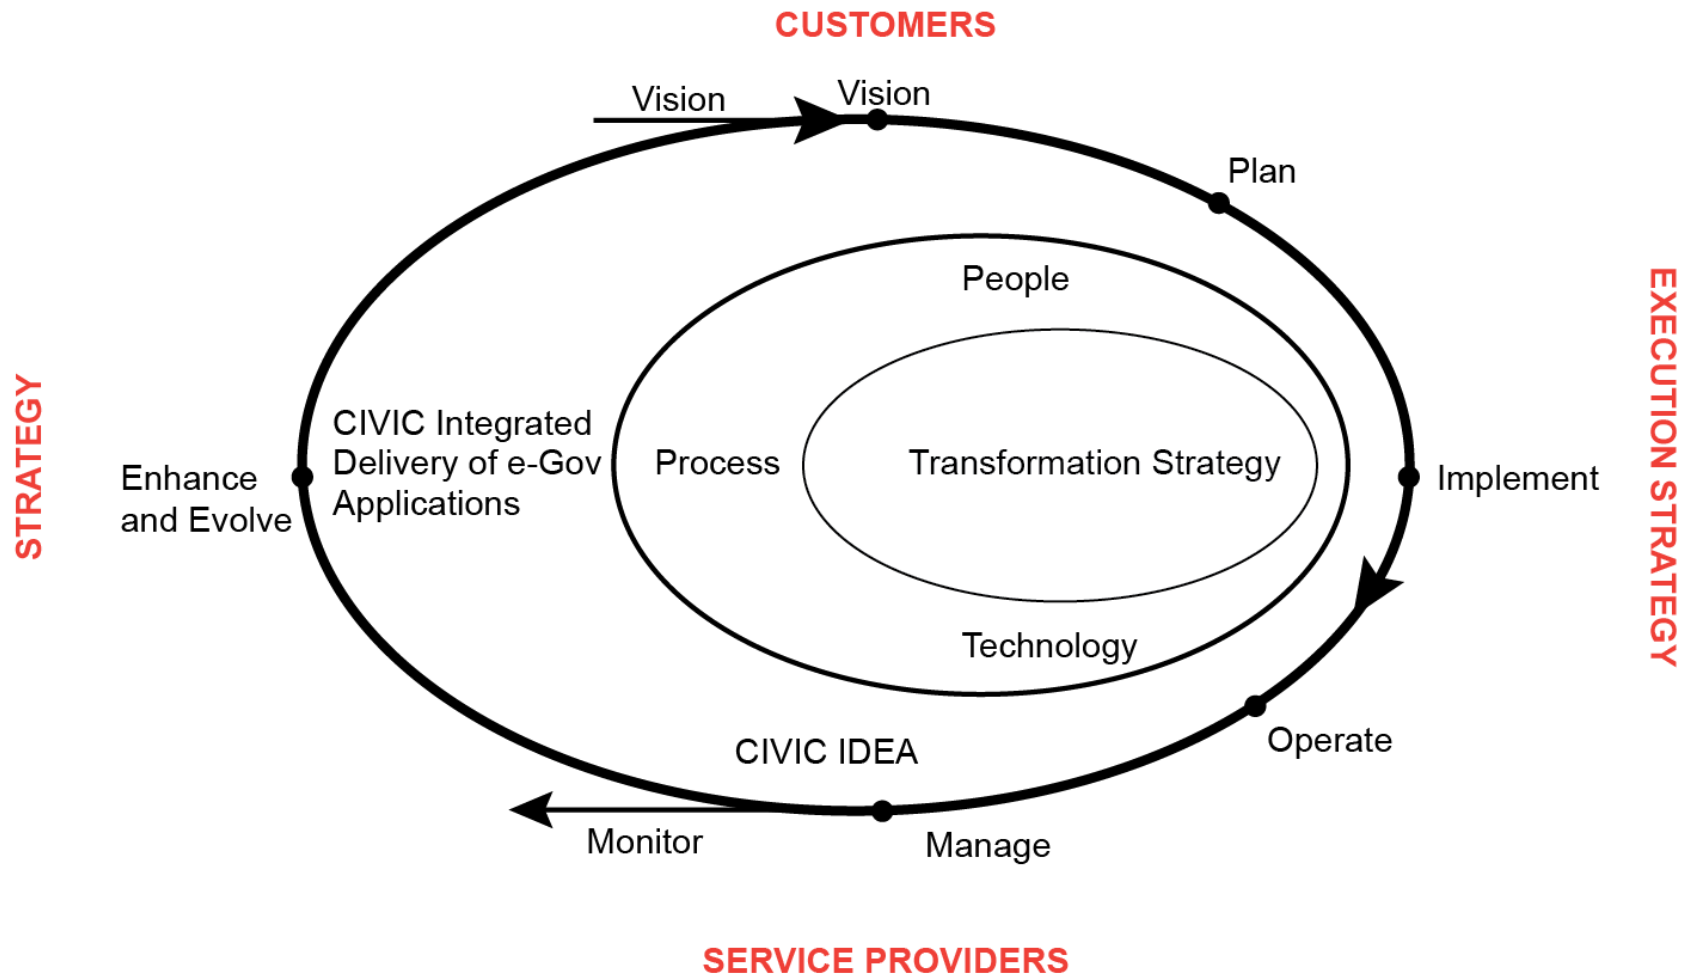 CUSTOMERS
Vision
Vision
Plan
People
STRATEGY
EXECUTION STRATEGY
CIVIC Integrated
Delivery of e-Gov
Applications
Process
Transformation Strategy
Enhance
and Evolve
Implement
Technology
Operate
CIVIC IDEA
Monitor
Manage
SERVICE PROVIDERS